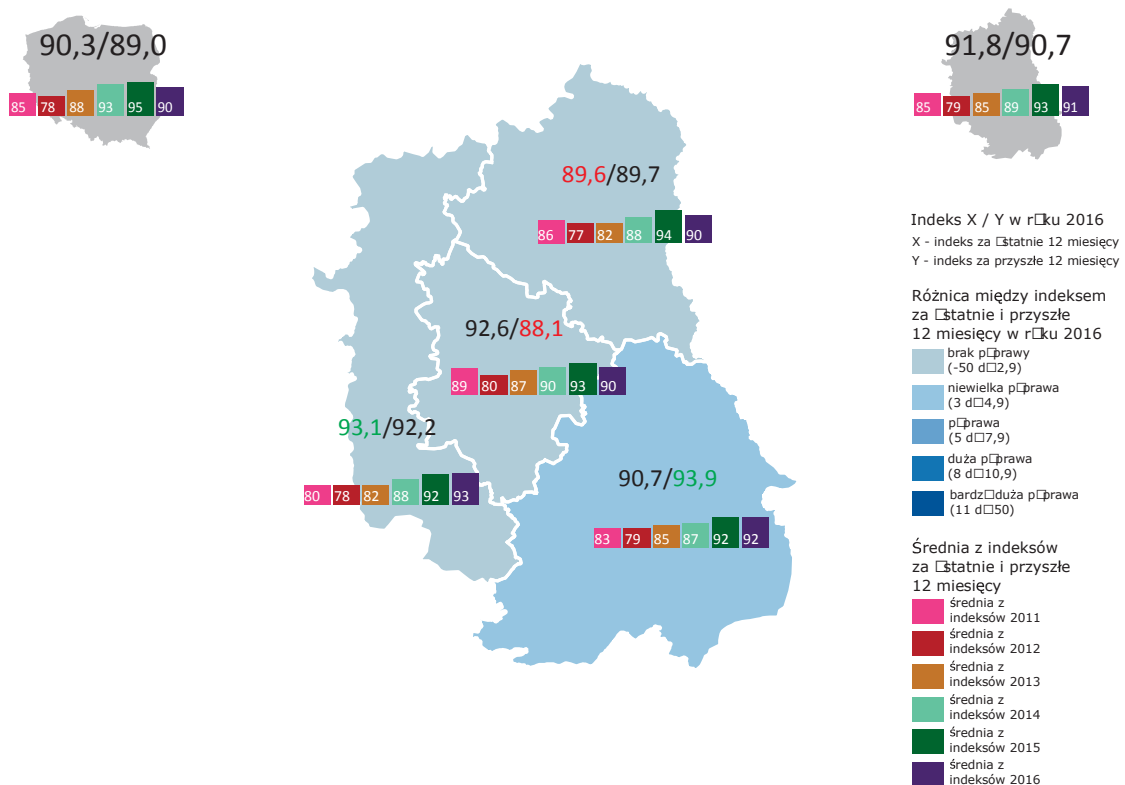 90,3/89,0
85 78 88 93 95 90
91,8/90,7
85 79 85 89 93 91
89,6/89,7
86 77 82 88 94 90
92,6/88,1
89 80 87 90 93 90
93,1/92,2
80 78 82 88 92 93
90,7/93,9
83 79 85 87 92 92
Indeks X / Y w r□ku 2016
X - indeks za □statnie 12 miesięcy
Y - indeks za przyszłe 12 miesięcy
Różnica między indeksem
za □statnie i przyszłe
12 miesięcy w r□ku 2016
brak p□prawy
(-50 d□2,9)
niewielka p□prawa
(3 d□4,9)
p□prawa
(5 d□7,9)
duża p□prawa
(8 d□10,9)
bardz□duża p□prawa
(11 d□50)
Średnia z indeksów
za □statnie i przyszłe
12 miesięcy
średnia z
indeksów 2011
średnia z
indeksów 2012
średnia z
indeksów 2013
średnia z
indeksów 2014
średnia z
indeksów 2015
średnia z
indeksów 2016